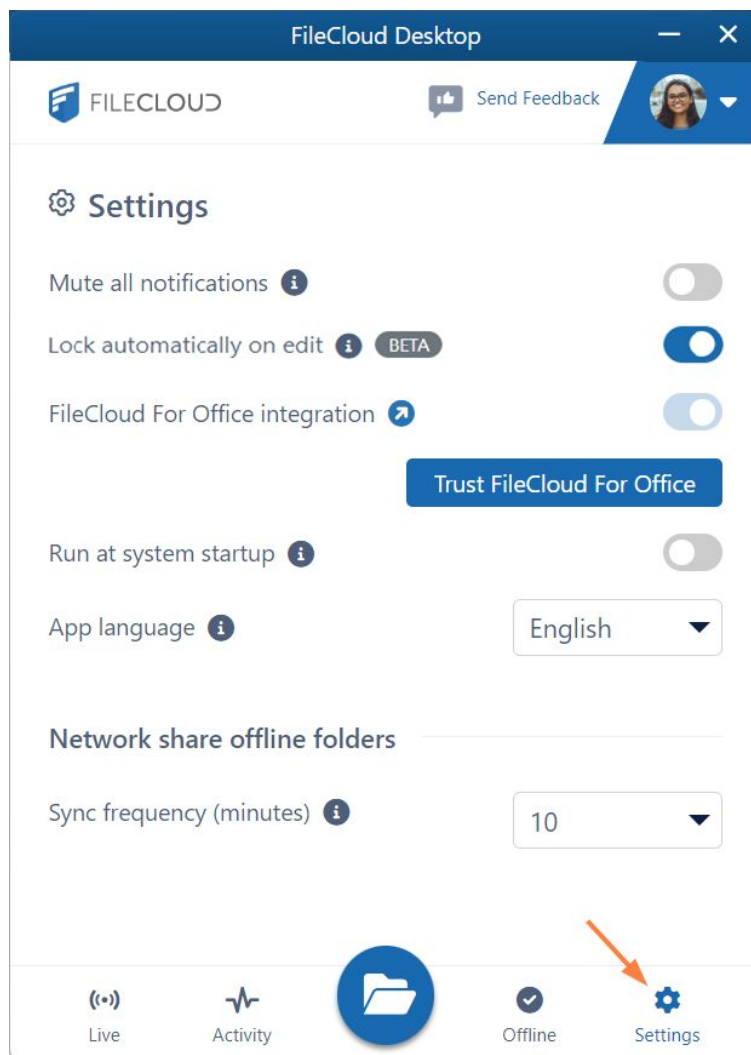 FileCloud Desktop
FILECLOUD
Send Feedback
Settings
Mute all notifications
Lock automatically on edit BETA
FileCloud For Office integration
Trust FileCloud For Office
Run at system startup
App language English
Network share offline folders
Sync frequency (minutes) 10
Live Activity Offline Settings